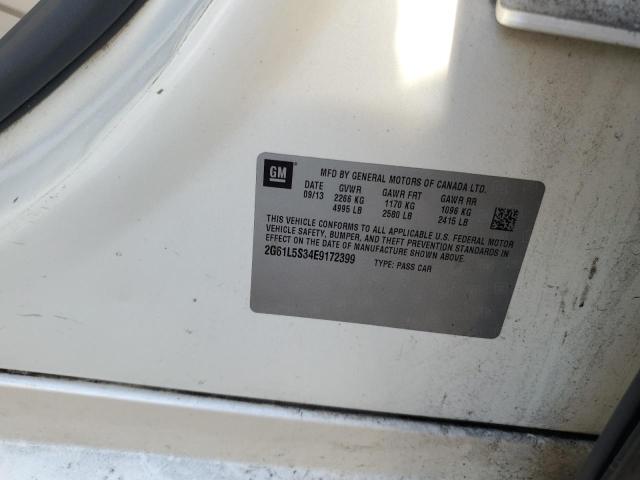 GM
MFD BY GENERAL MOTORS OF CANADA LTD.
DATE GVWR GAWR FRT GAWR RR
09/13 2266 KG 1170 KG 1096 KG
4995 LB 2580 LB 2415 LB
THIS VEHICLE CONFORMS TO ALL APPLICABLE U.S. FEDERAL MOTOR
VEHICLE SAFETY, BUMPER, AND THEFT PREVENTION STANDARDS IN
EFFECT ON THE DATE OF MANUFACTURE SHOWN ABOVE.
2G61L5S34E9172399 TYPE: PASS CAR